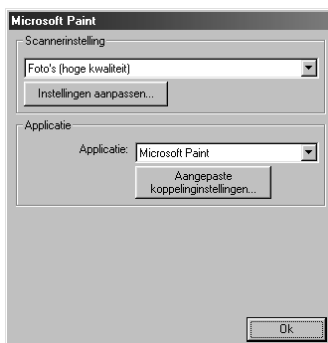 Microsoft Paint
Scannerinstelling
Foto's (hoge kwaliteit)
Instellingen aanpassen...
Applicatie
Applicatie: Microsoft Paint
Aangepaste
koppelinginstellingen...
Ok